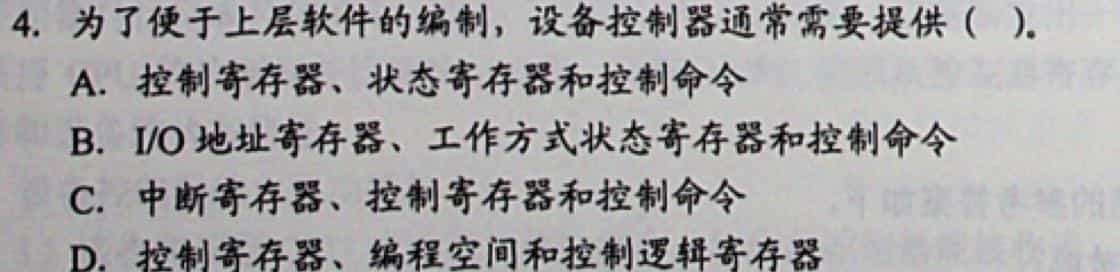 4. 为了便于上层软件的编制，设备控制器通常需要提供（ ）。
A. 控制寄存器、状态寄存器和控制命令
B. I/O 地址寄存器、工作方式状态寄存器和控制命令
C. 中断寄存器、控制寄存器和控制命令
D. 控制寄存器、编程空间和控制逻辑寄存器